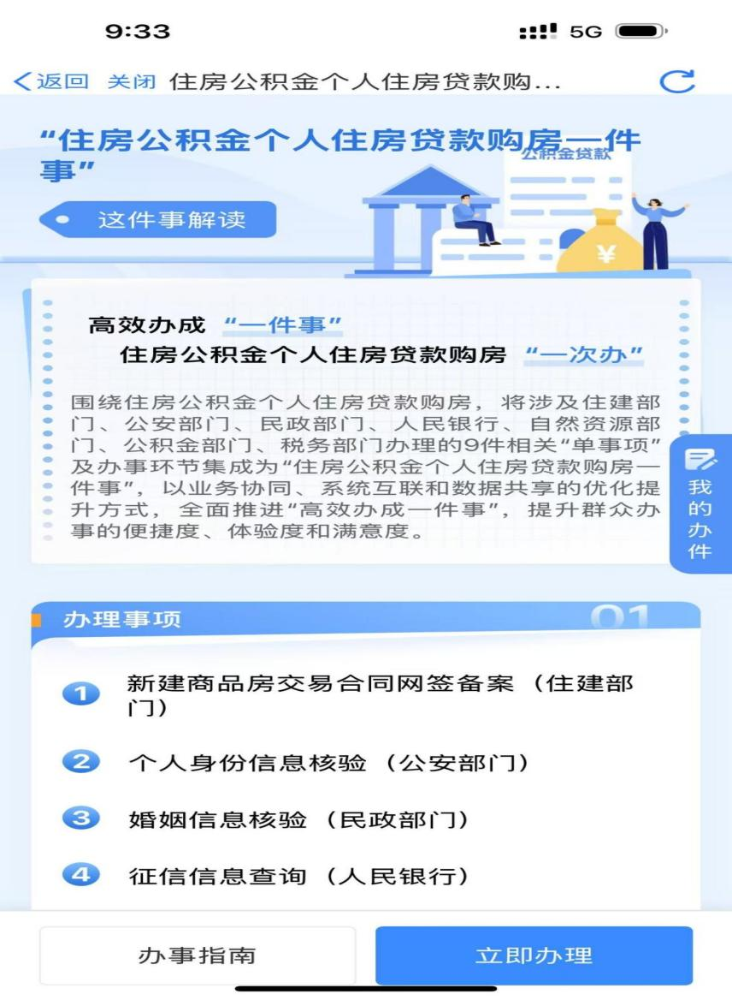 9:33
5G
返回 关闭 住房公积金个人住房贷款购...
“住房公积金个人住房贷款购房一件
事”
公积金贷款
这件事解读
¥
高效办成 “一件事”
住房公积金个人住房贷款购房 “一次办”
围绕住房公积金个人住房贷款购房，将涉及住建部
门、公安部门、民政部门、人民银行、自然资源部
门、公积金部门、税务部门办理的9件相关“单事项”
及办事环节集成为“住房公积金个人住房贷款购房一
件事”，以业务协同、系统互联和数据共享的优化提
升方式，全面推进“高效办成一件事”，提升群众办
事的便捷度、体验度和满意度。
我
的
办
件
办理事项
01
1 新建商品房交易合同网签备案（住建部
门）
2 个人身份信息核验（公安部门）
3 婚姻信息核验（民政部门）
4 征信信息查询（人民银行）
办事指南
立即办理